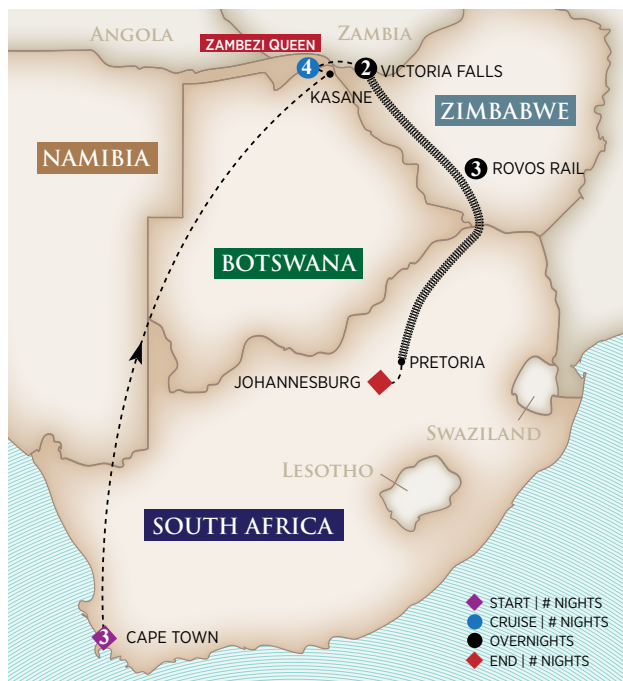 ANGOLA
ZAMBIA
ZAMBEZI QUEEN
4
2 VICTORIA FALLS
KASANE
ZIMBABWE
NAMIBIA
3 ROVOS RAIL
BOTSWANA
PRETORIA
JOHANNESBURG
SWAZILAND
LESOTHO
SOUTH AFRICA
3 CAPE TOWN
START | # NIGHTS
CRUISE | # NIGHTS
OVERNIGHTS
END | # NIGHTS